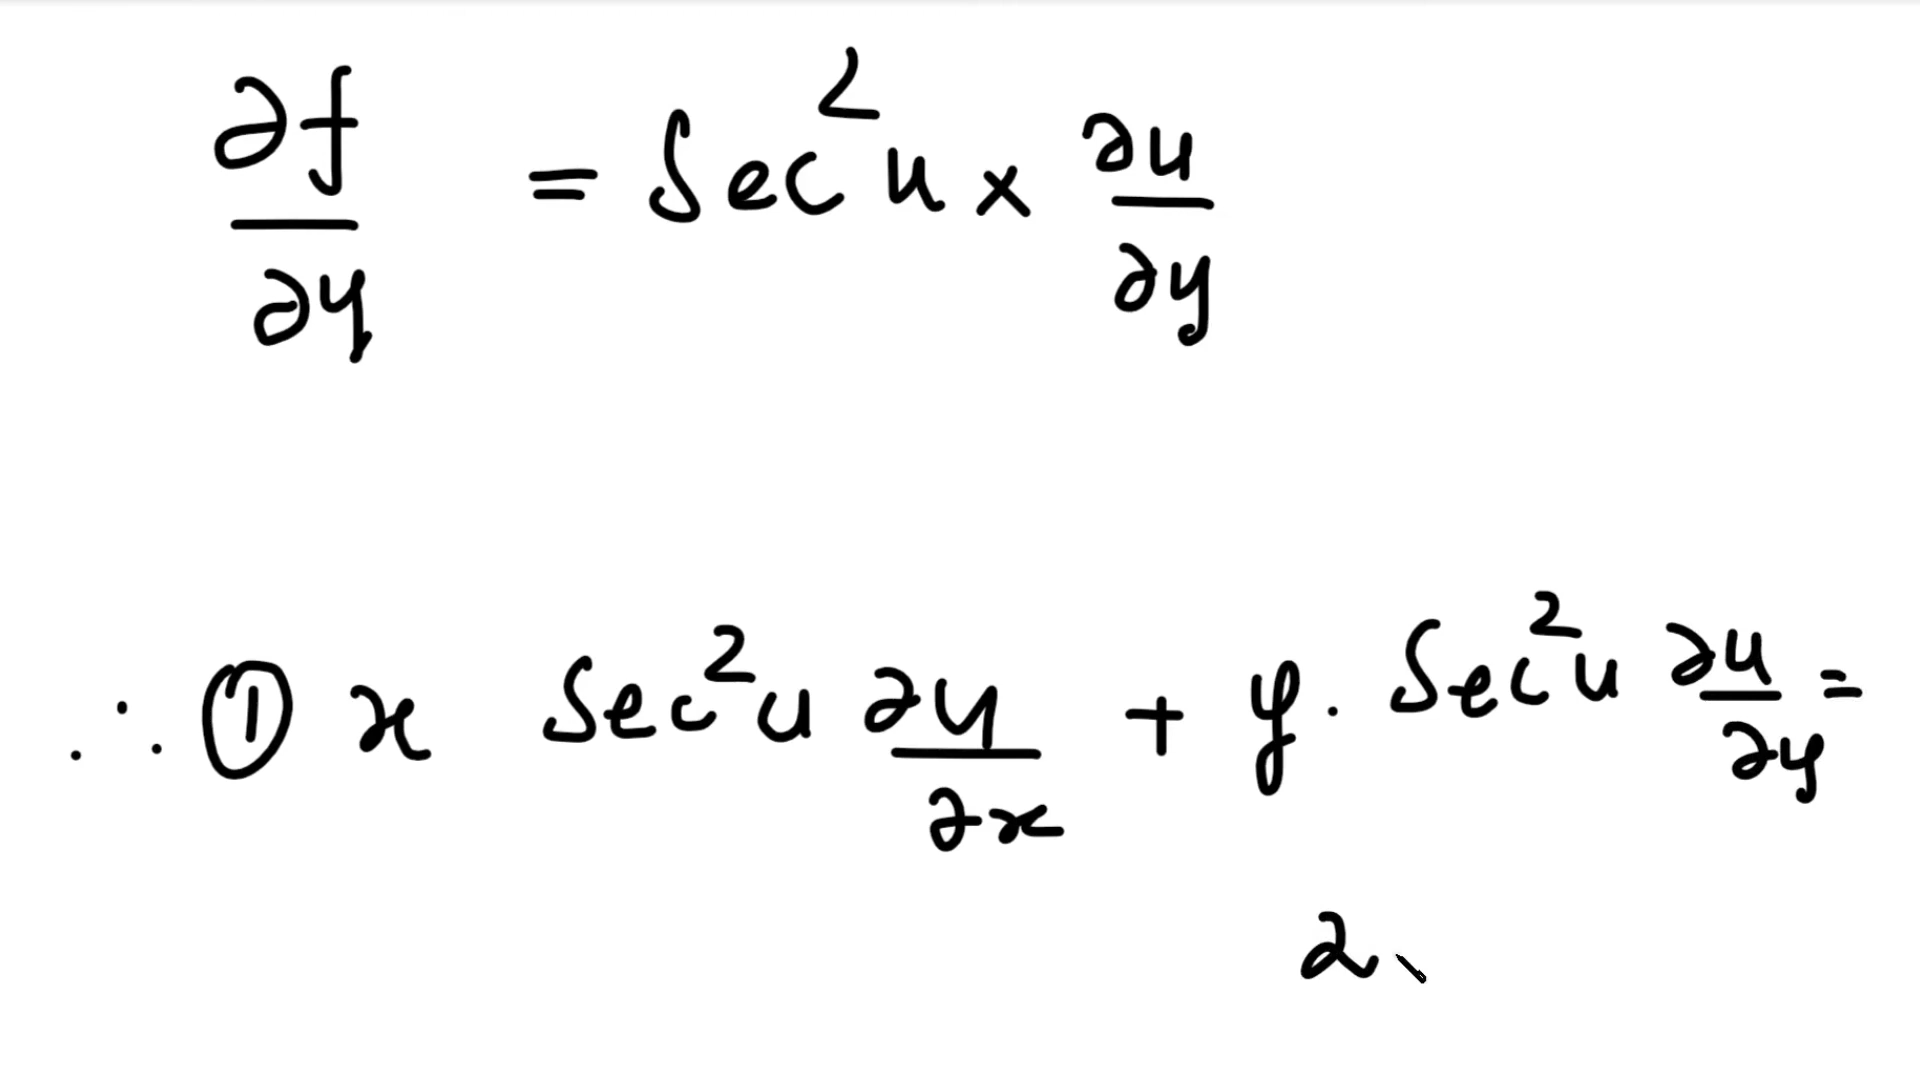 ∂f/∂y = Sec²u × ∂u/∂y
∴ ① x Sec²u ∂u/∂x + y · Sec²u ∂u/∂y =
2